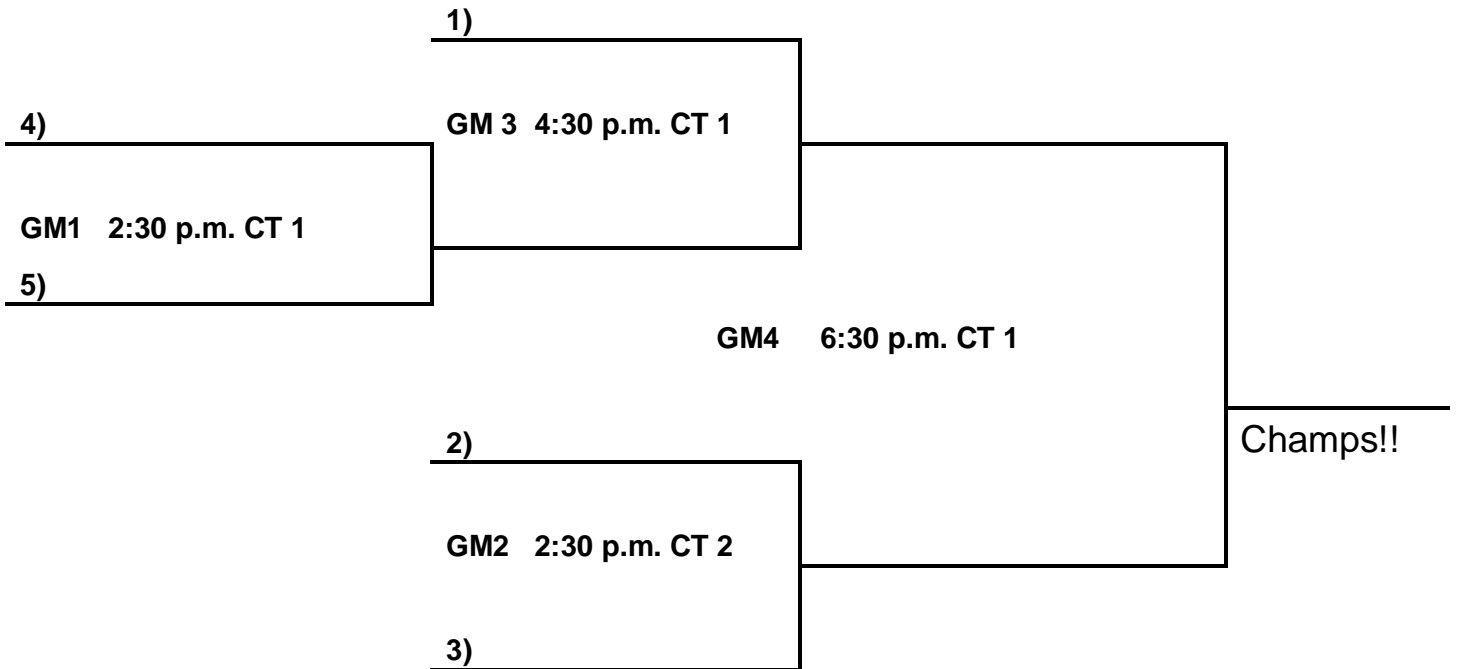 1)
4)
GM 3 4:30 p.m. CT 1
GM1 2:30 p.m. CT 1
5)
GM4 6:30 p.m. CT 1
2)
Champs!!
GM2 2:30 p.m. CT 2
3)